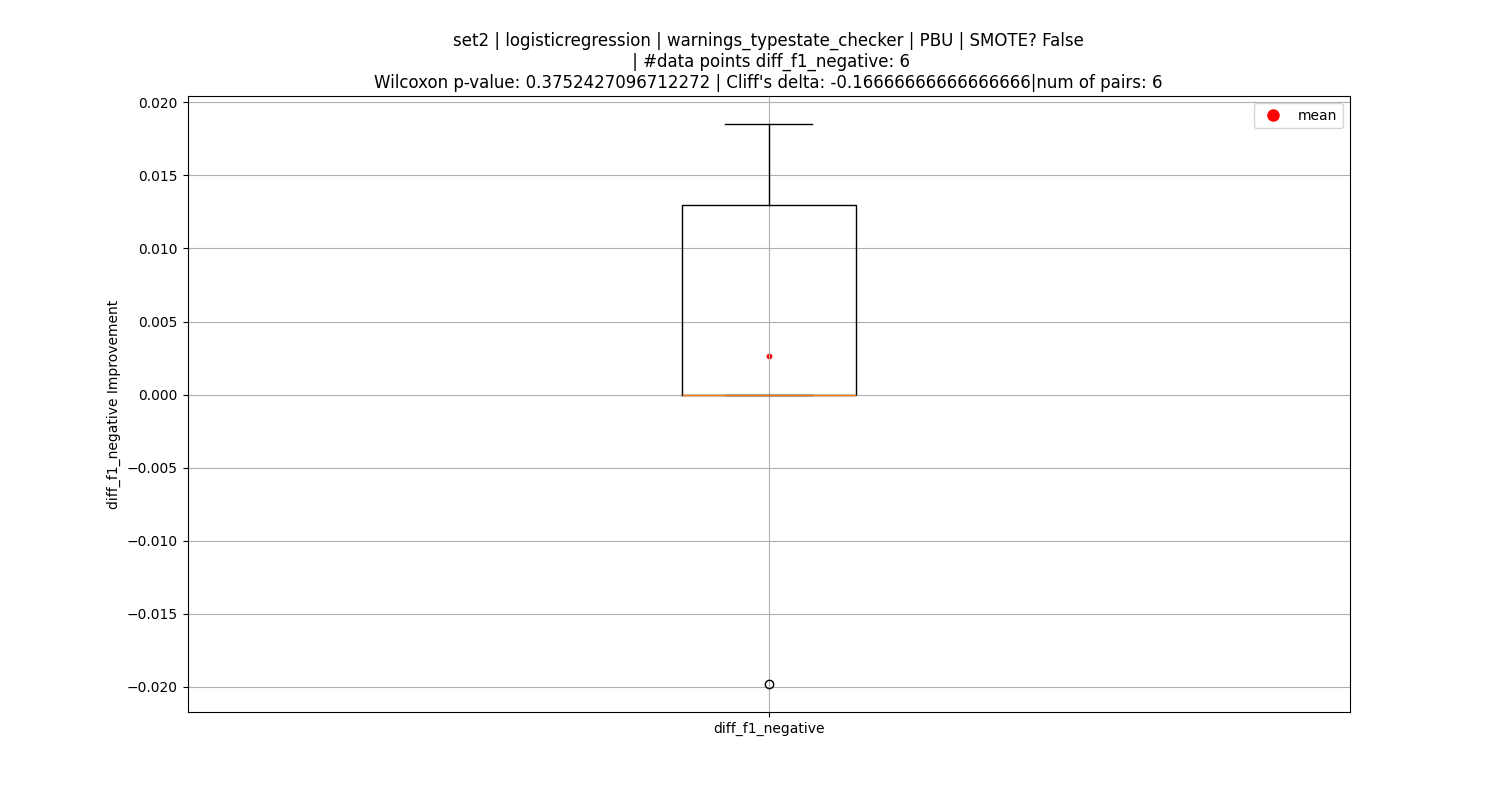 set2 | logisticregression | warnings_typestate_checker | PBU | SMOTE? False
| #data points diff_f1_negative: 6
Wilcoxon p-value: 0.3752427096712272 | Cliff's delta: -0.16666666666666666|num of pairs: 6
mean
0.020
0.015
0.010
0.005
0.000
−0.005
−0.010
−0.015
−0.020
diff_f1_negative Improvement
diff_f1_negative